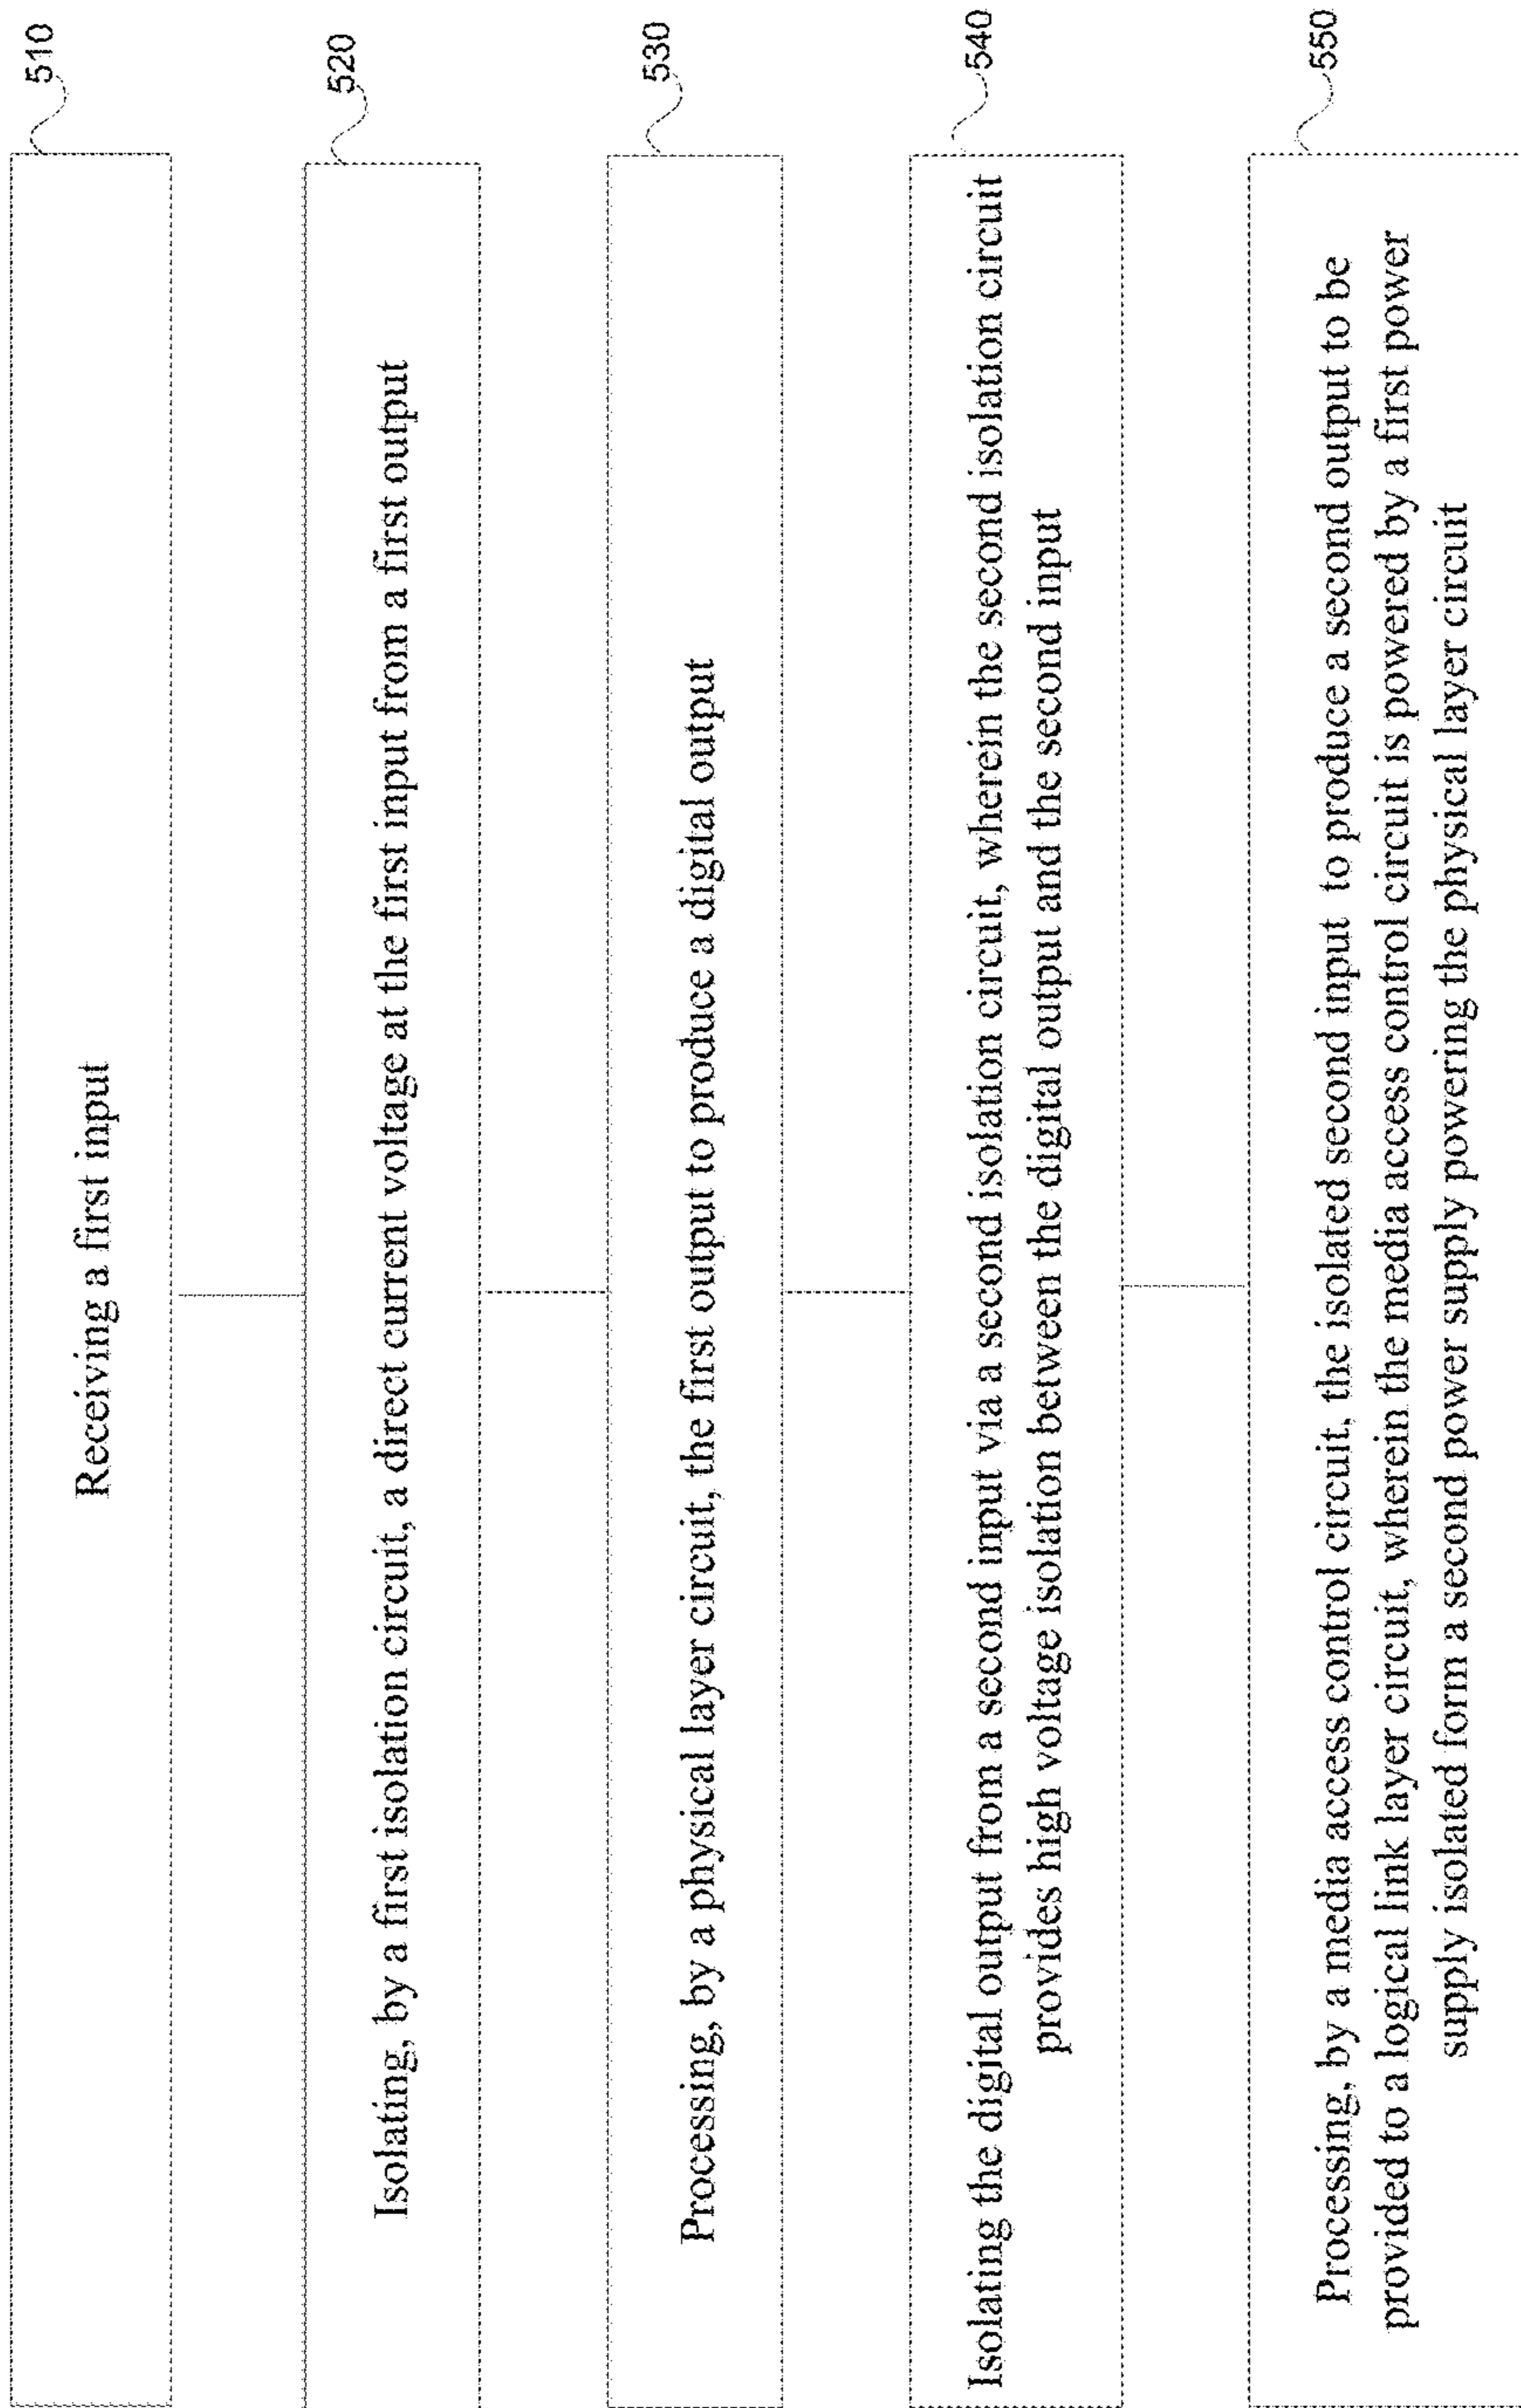 510
Receiving a first input
520
Isolating, by a first isolation circuit, a direct current voltage at the first input from a first output
530
Processing, by a physical layer circuit, the first output to produce a digital output
540
Isolating the digital output from a second input via a second isolation circuit, wherein the second isolation circuit
provides high voltage isolation between the digital output and the second input
550
Processing, by a media access control circuit, the isolated second input to produce a second output to be
provided to a logical link layer circuit, wherein the media access control circuit is powered by a first power
supply isolated form a second power supply powering the physical layer circuit